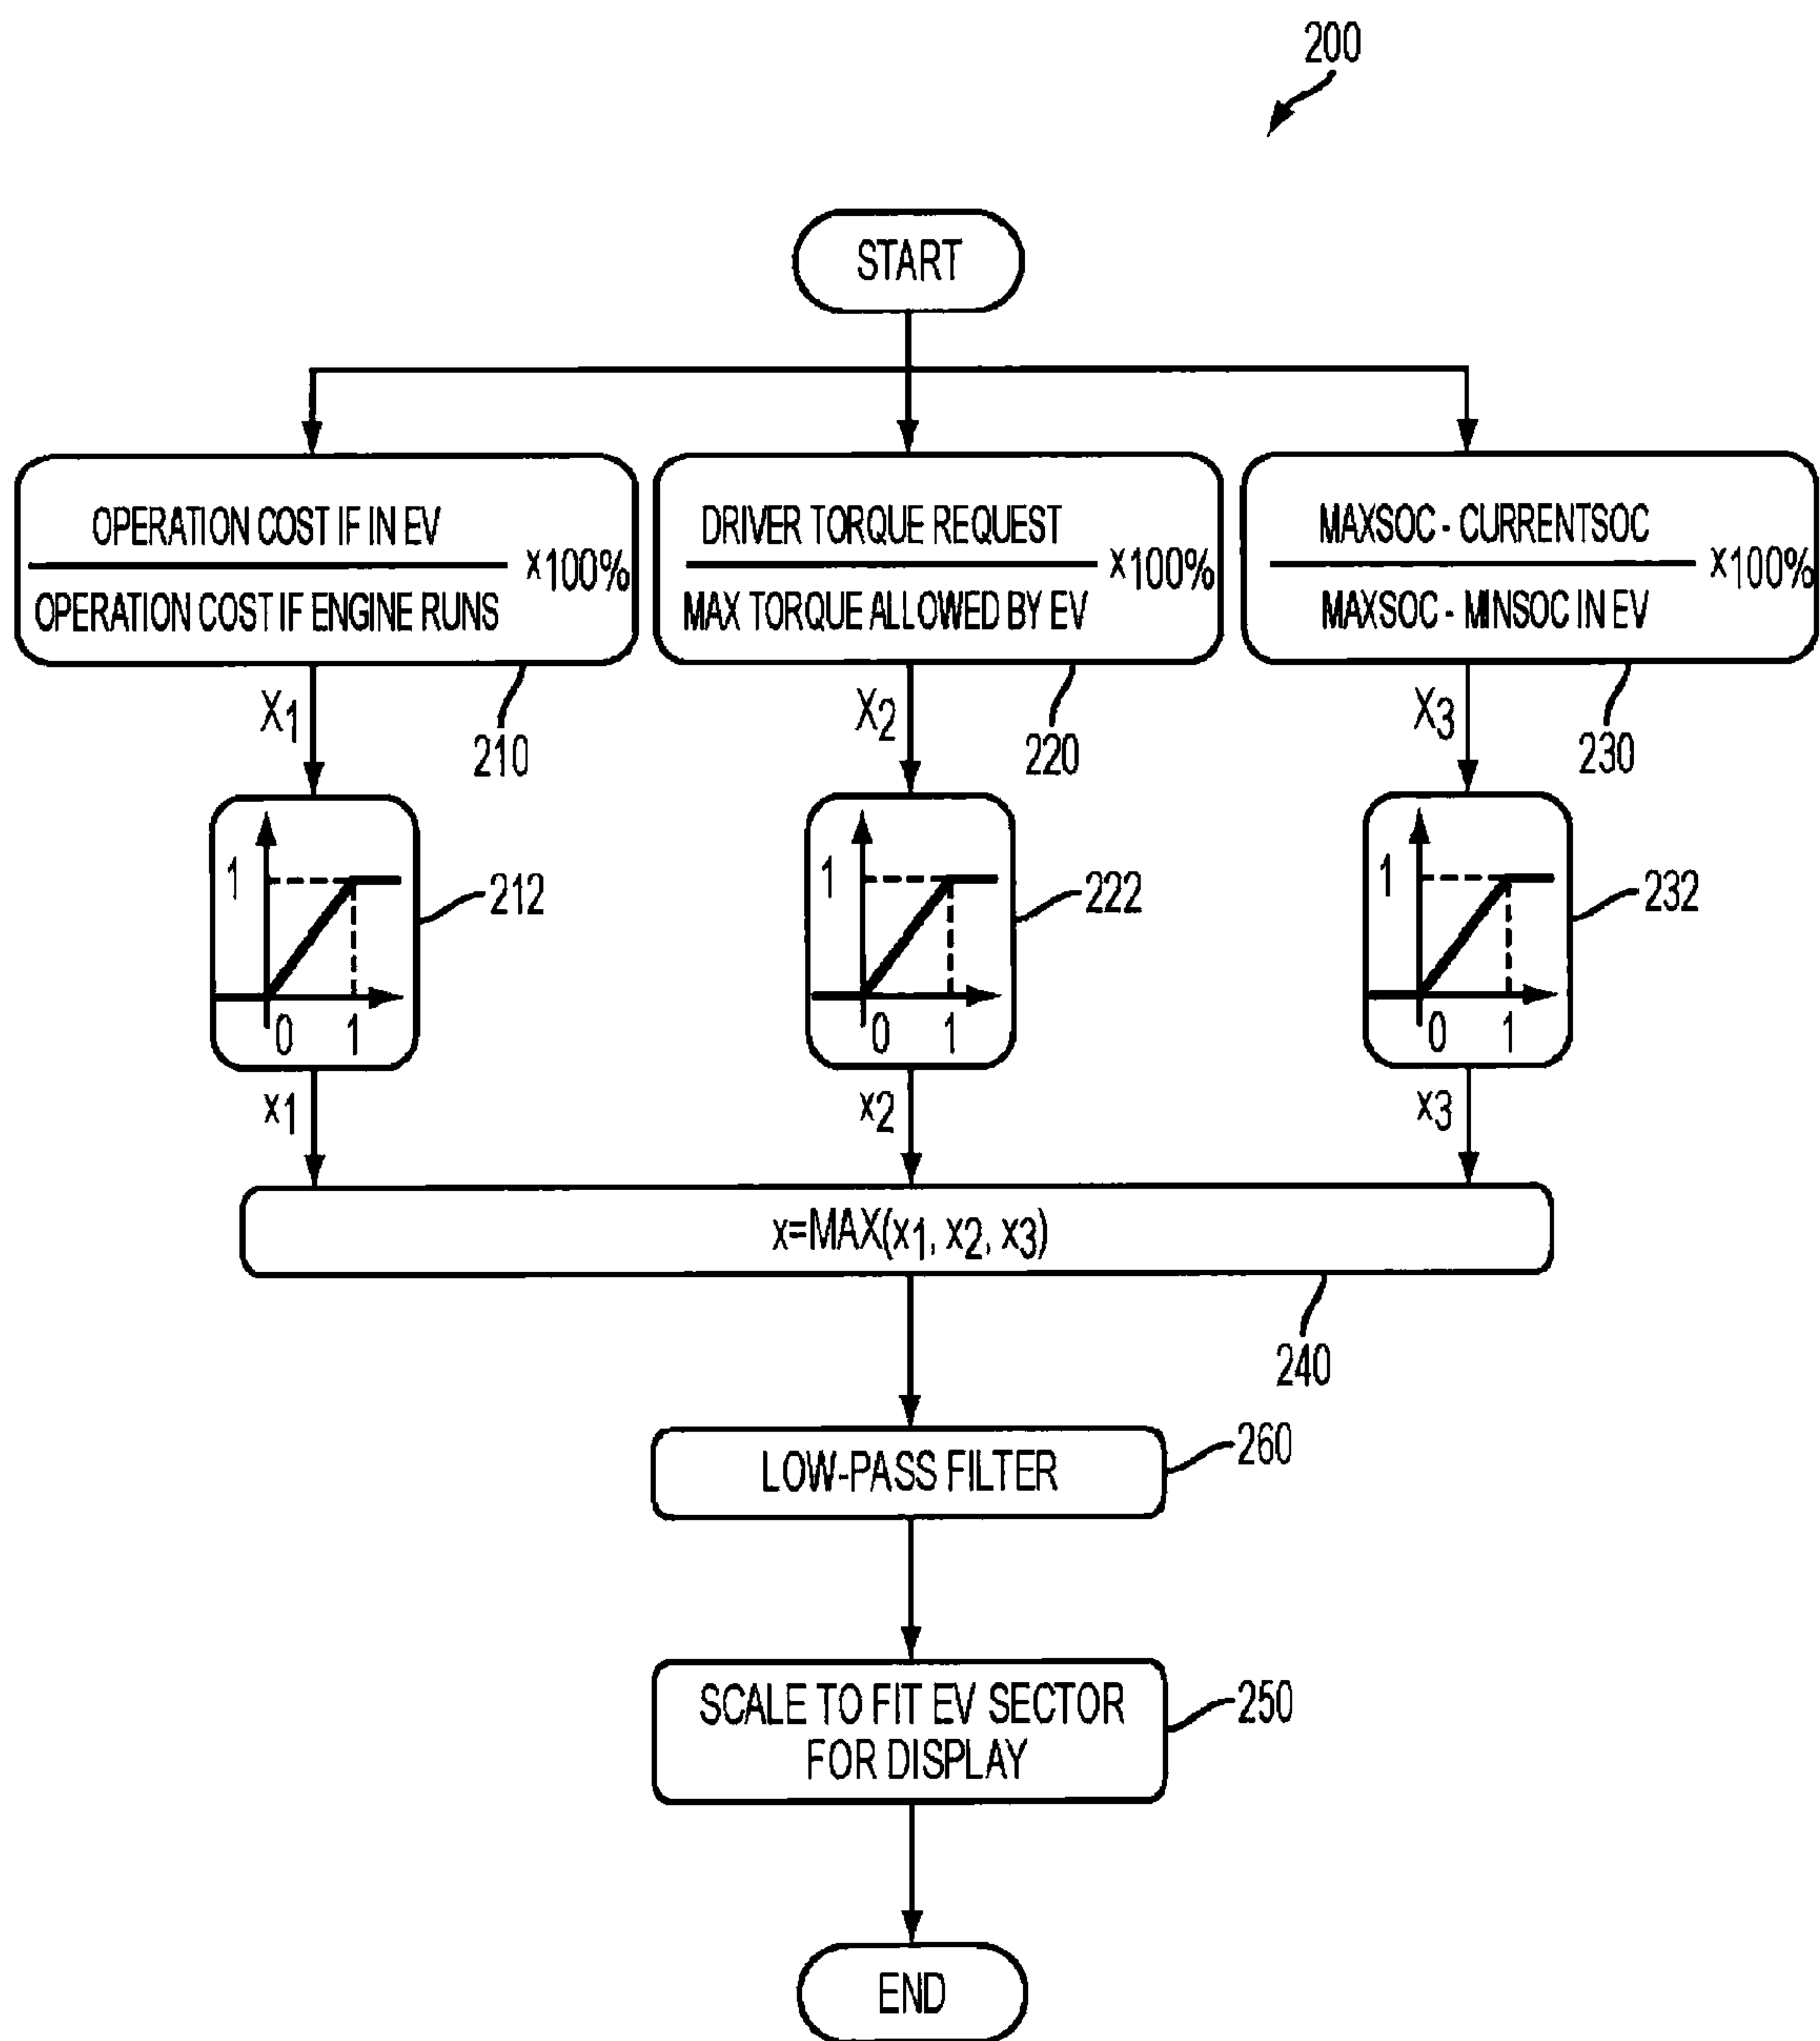 200
START
OPERATION COST IF IN EV
OPERATION COST IF ENGINE RUNS
x100%
DRIVER TORQUE REQUEST
MAX TORQUE ALLOWED BY EV
x100%
MAXSOC - CURRENTSOC
MAXSOC - MINSOC IN EV
x100%
X1
210
X2
220
X3
230
1
0 1
212
1
0 1
222
1
0 1
232
x1
x2
x3
x=MAX(x1, x2, x3)
240
LOW-PASS FILTER
260
SCALE TO FIT EV SECTOR
FOR DISPLAY
250
END